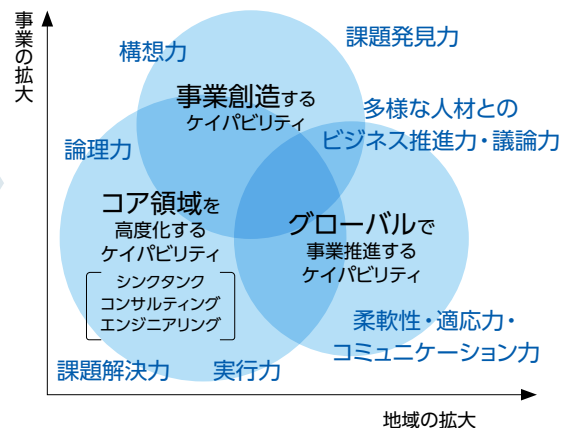 事業の拡大
構想力
課題発見力
事業創造する
ケイパビリティ
多様な人材との
ビジネス推進力・議論力
論理力
コア領域を
高度化する
ケイパビリティ
シンクタンク
コンサルティング
エンジニアリング
グローバルで
事業推進する
ケイパビリティ
柔軟性・適応力・
コミュニケーション力
課題解決力
実行力
地域の拡大